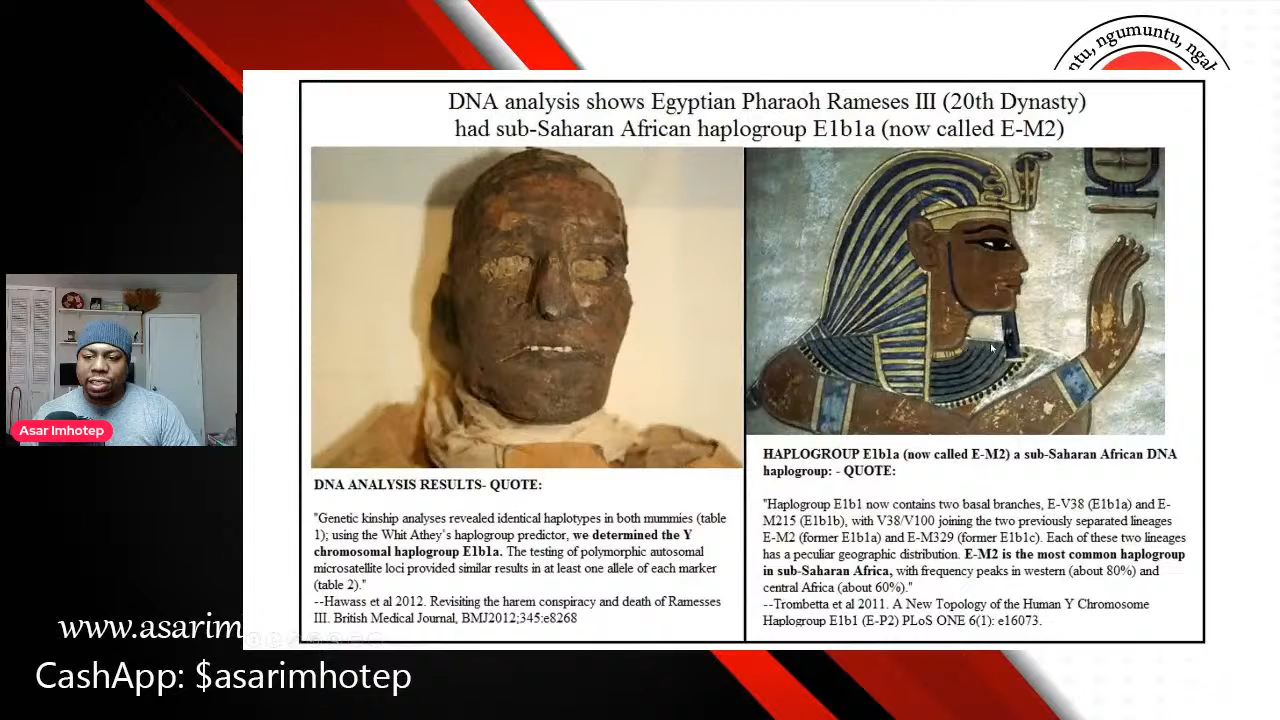 ntu, ngumuntu, ngab
DNA analysis shows Egyptian Pharaoh Rameses III (20th Dynasty)
had sub-Saharan African haplogroup E1b1a (now called E-M2)
DNA ANALYSIS RESULTS- QUOTE:
"Genetic kinship analyses revealed identical haplotypes in both mummies (table
1); using the Whit Athey's haplogroup predictor, we determined the Y
chromosomal haplogroup E1b1a. The testing of polymorphic autosomal
microsatellite loci provided similar results in at least one allele of each marker
(table 2)."
--Hawass et al 2012. Revisiting the harem conspiracy and death of Ramesses
III. British Medical Journal, BMJ2012;345:e8268
HAPLOGROUP E1b1a (now called E-M2) a sub-Saharan African DNA
haplogroup: - QUOTE:
"Haplogroup E1b1 now contains two basal branches, E-V38 (E1b1a) and E-
M215 (E1b1b), with V38/V100 joining the two previously separated lineages
E-M2 (former E1b1a) and E-M329 (former E1b1c). Each of these two lineages
has a peculiar geographic distribution. E-M2 is the most common haplogroup
in sub-Saharan Africa, with frequency peaks in western (about 80%) and
central Africa (about 60%)."
--Trombetta et al 2011. A New Topology of the Human Y Chromosome
Haplogroup E1b1 (E-P2) PLoS ONE 6(1): e16073.
Asar Imhotep
www.asarim
CashApp: $asarimhotep